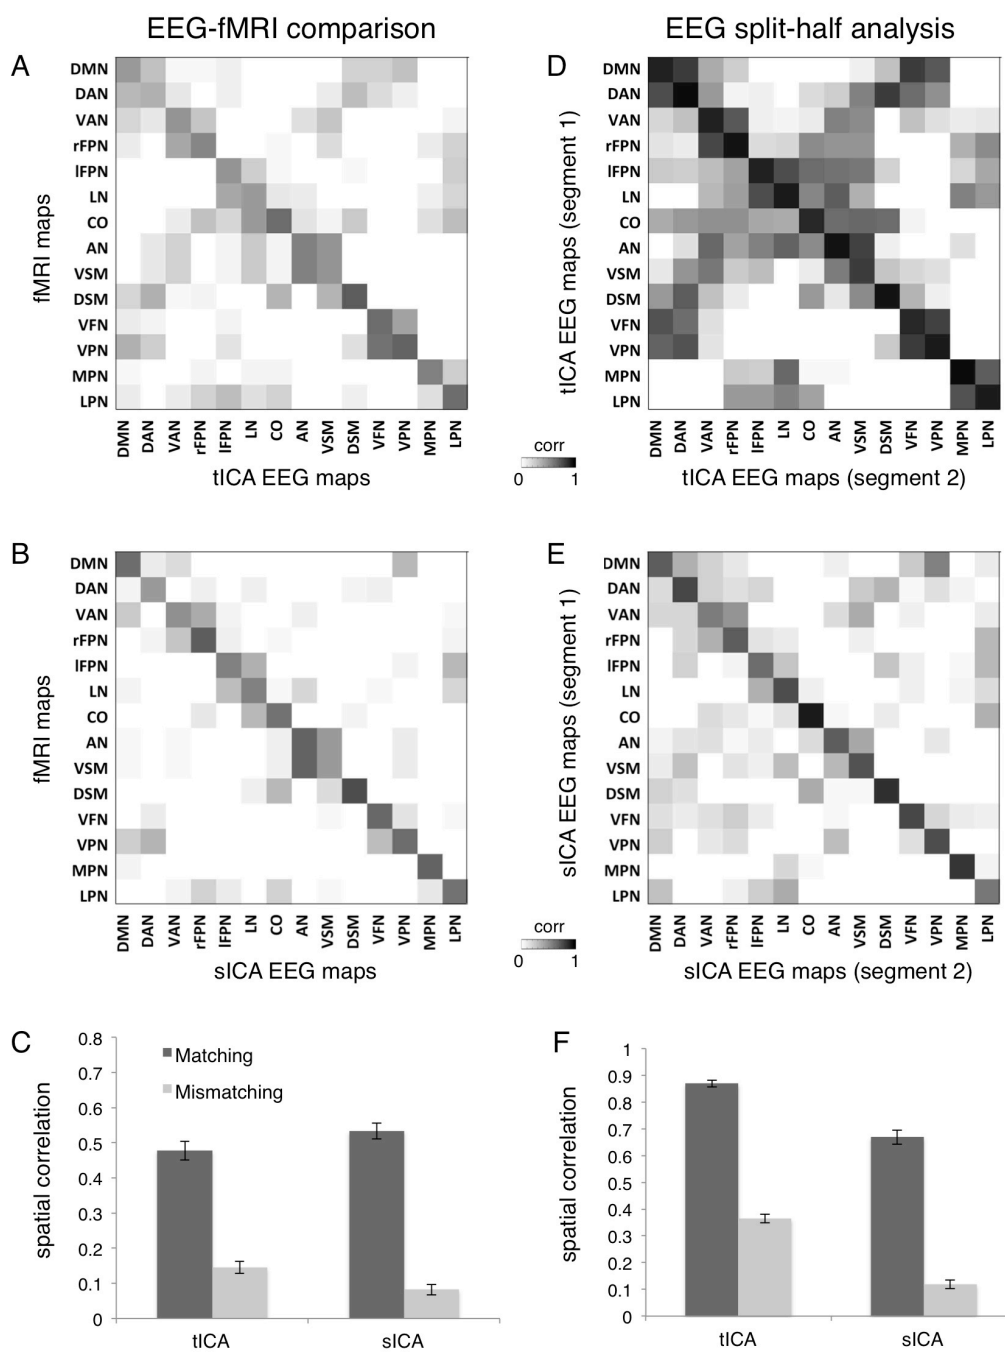 EEG-fMRI comparison
EEG split-half analysis
A
fMRI maps
DMN
DAN
VAN
rFPN
lFPN
LN
CO
AN
VSM
DSM
VFN
VPN
MPN
LPN
DMN DAN VAN rFPN lFPN LN CO AN VSM DSM VFN VPN MPN LPN
tICA EEG maps
corr
0 1
D
tICA EEG maps (segment 1)
DMN
DAN
VAN
rFPN
lFPN
LN
CO
AN
VSM
DSM
VFN
VPN
MPN
LPN
DMN DAN VAN rFPN lFPN LN CO AN VSM DSM VFN VPN MPN LPN
tICA EEG maps (segment 2)
B
fMRI maps
DMN
DAN
VAN
rFPN
lFPN
LN
CO
AN
VSM
DSM
VFN
VPN
MPN
LPN
DMN DAN VAN rFPN lFPN LN CO AN VSM DSM VFN VPN MPN LPN
sICA EEG maps
corr
0 1
E
sICA EEG maps (segment 1)
DMN
DAN
VAN
rFPN
lFPN
LN
CO
AN
VSM
DSM
VFN
VPN
MPN
LPN
DMN DAN VAN rFPN lFPN LN CO AN VSM DSM VFN VPN MPN LPN
sICA EEG maps (segment 2)
C
spatial correlation
0.8
0.7
0.6
0.5
0.4
0.3
0.2
0.1
0
Matching
Mismatching
tICA sICA
F
spatial correlation
1
0.9
0.8
0.7
0.6
0.5
0.4
0.3
0.2
0.1
0
tICA sICA